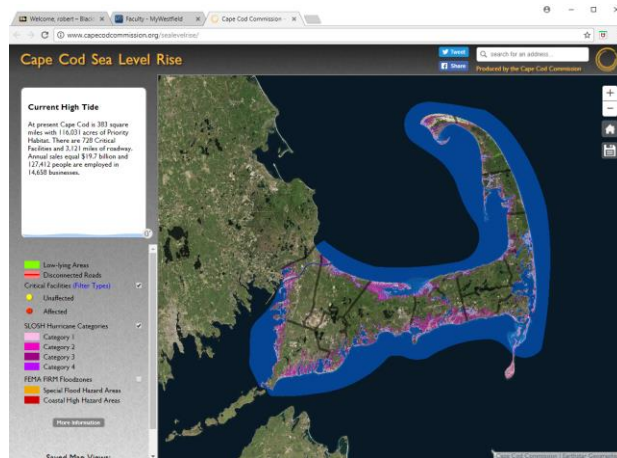 Welcome, robert – Black
Faculty - MyWestfield
Cape Cod Commission -
www.capecodcommission.org/sealevelrise/
Cape Cod Sea Level Rise
Tweet
Share
search for an address...
Produced by the Cape Cod Commission
Current High Tide
At present Cape Cod is 383 square
miles with 116,031 acres of Priority
Habitat. There are 728 Critical
Facilities and 3,121 miles of roadway.
Annual sales equal $19.7 billion and
127,412 people are employed in
14,658 businesses.
Low-lying Areas
Disconnected Roads
Critical Facilities (Filter Types)
Unaffected
Affected
SLOSH Hurricane Categories
Category 1
Category 2
Category 3
Category 4
FEMA FIRM Floodzones
Special Flood Hazard Areas
Coastal High Hazard Areas
More Information
Saved Map Views:
Cape Cod Commission | Earthstar Geographics